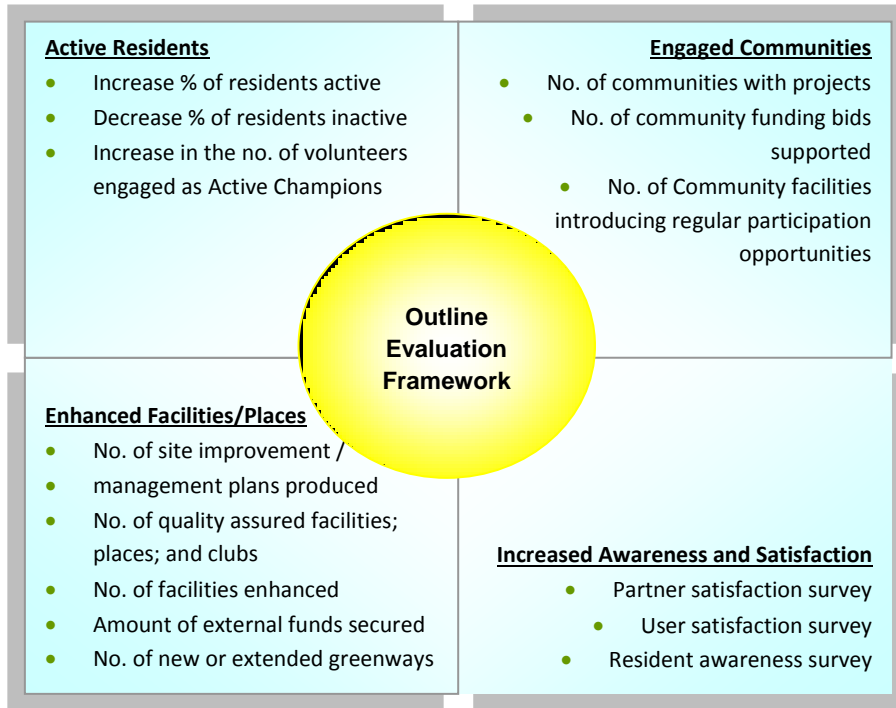 Active Residents
• Increase % of residents active
• Decrease % of residents inactive
• Increase in the no. of volunteers
engaged as Active Champions
Engaged Communities
• No. of communities with projects
• No. of community funding bids
supported
• No. of Community facilities
introducing regular participation
opportunities
Outline
Evaluation
Framework
Enhanced Facilities/Places
• No. of site improvement /
• management plans produced
• No. of quality assured facilities;
places; and clubs
• No. of facilities enhanced
• Amount of external funds secured
• No. of new or extended greenways
Increased Awareness and Satisfaction
• Partner satisfaction survey
• User satisfaction survey
• Resident awareness survey